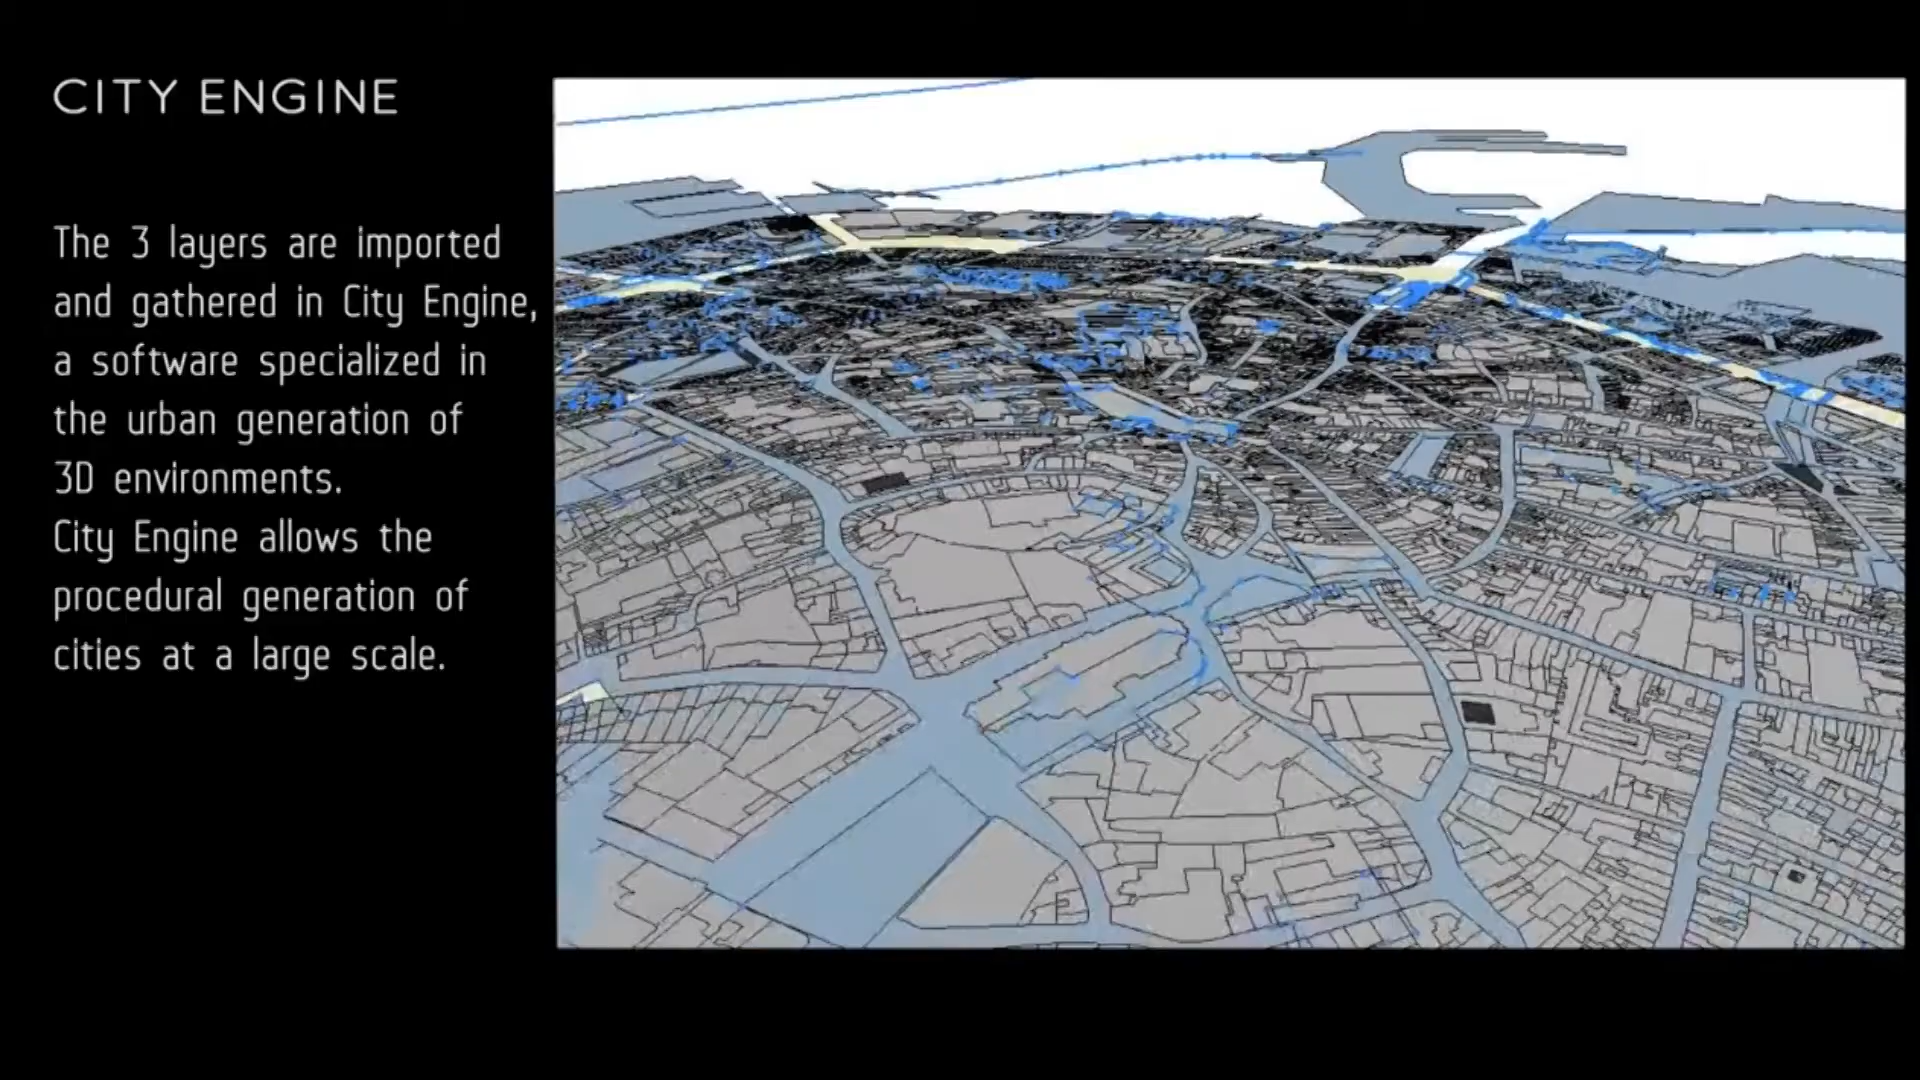 CITY ENGINE
The 3 layers are imported
and gathered in City Engine,
a software specialized in
the urban generation of
3D environments.
City Engine allows the
procedural generation of
cities at a large scale.